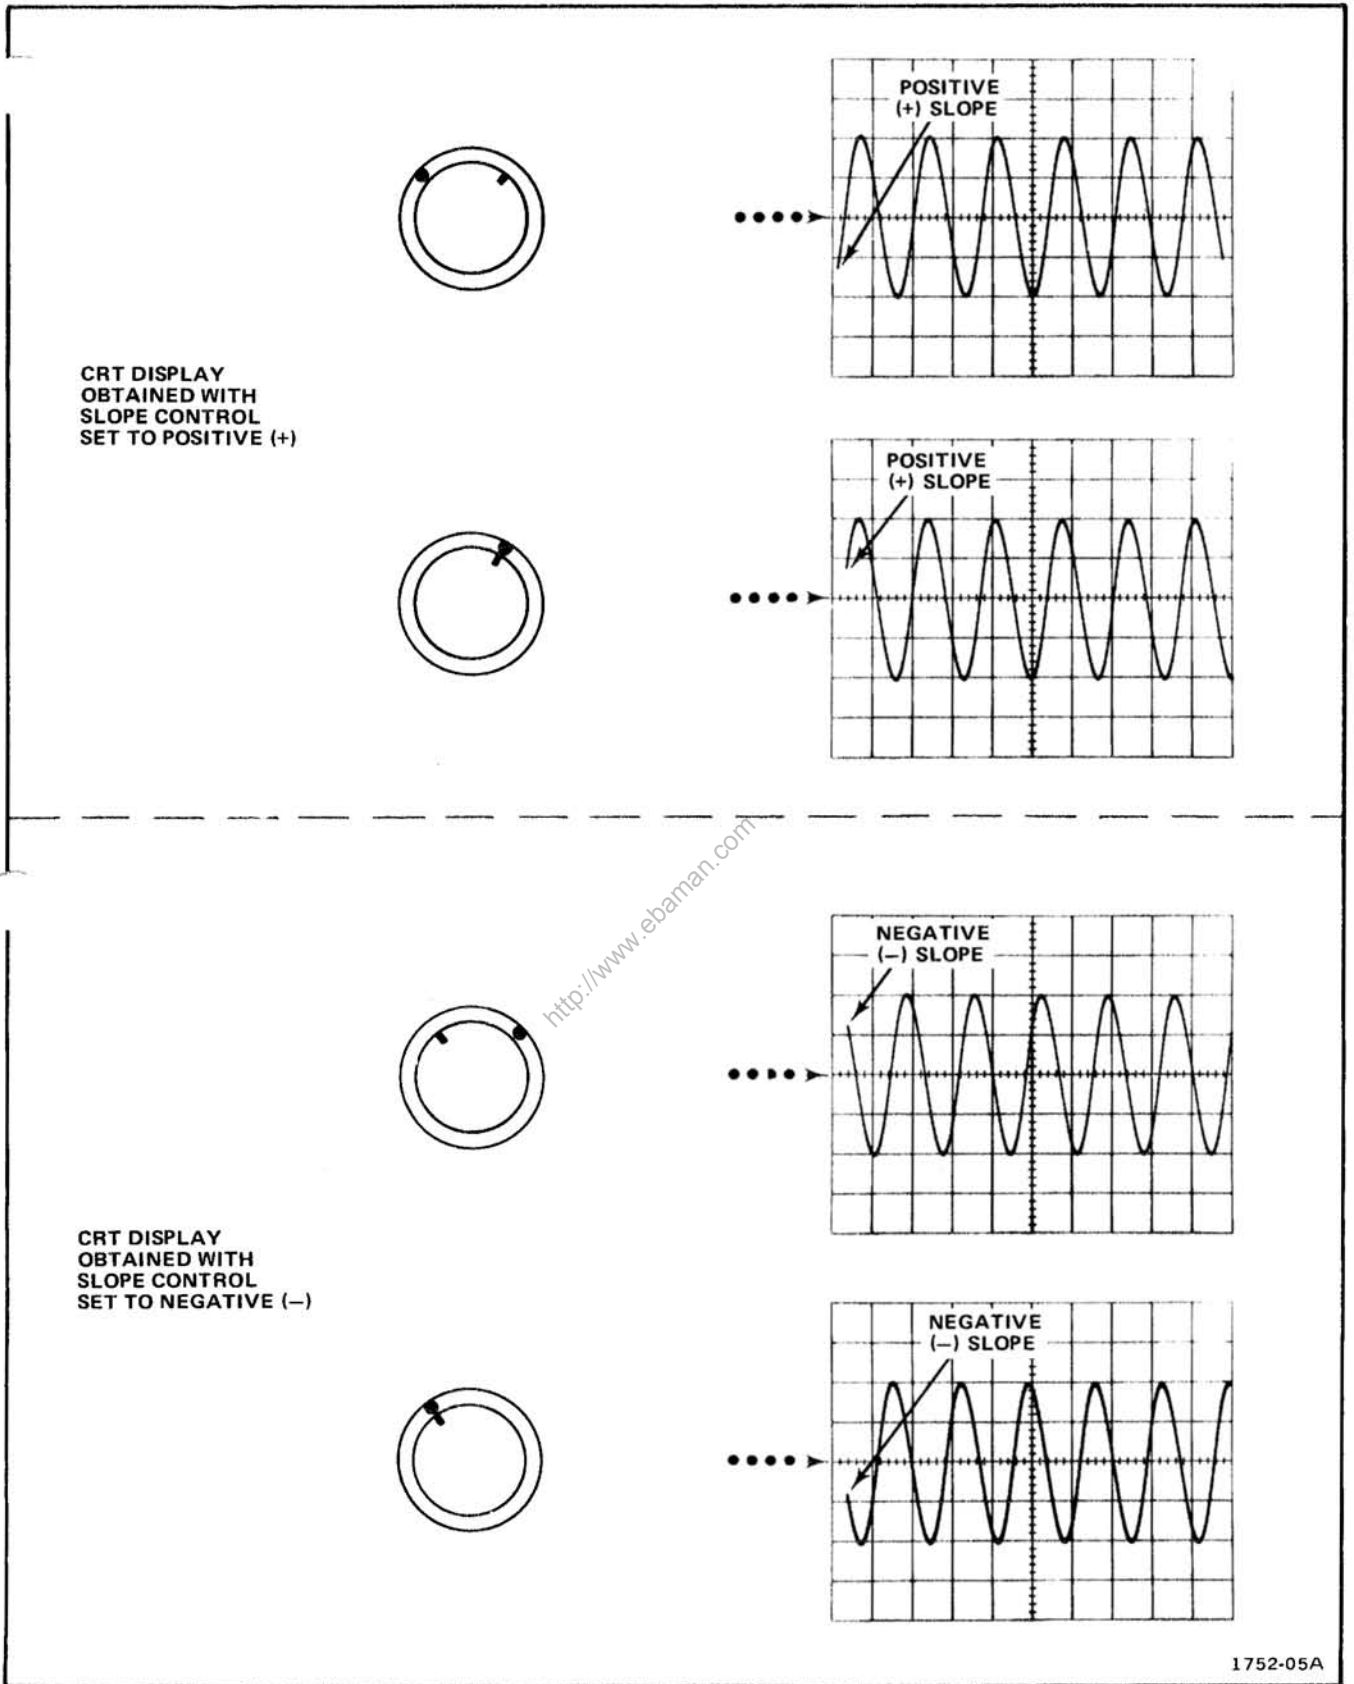 POSITIVE
(+) SLOPE
CRT DISPLAY
OBTAINED WITH
SLOPE CONTROL
SET TO POSITIVE (+)
POSITIVE
(+) SLOPE
http://www.ebaman.com
NEGATIVE
(—) SLOPE
CRT DISPLAY
OBTAINED WITH
SLOPE CONTROL
SET TO NEGATIVE (—)
NEGATIVE
(—) SLOPE
1752-05A